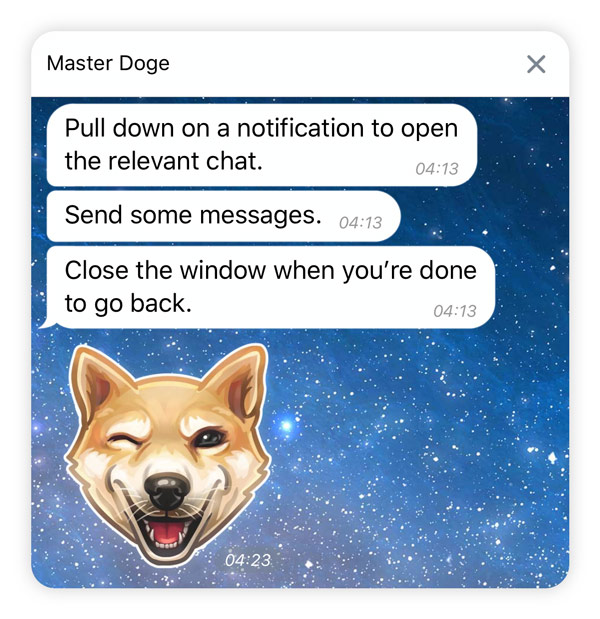 Master Doge
Pull down on a notification to open
the relevant chat.
04:13
Send some messages.
04:13
Close the window when you’re done
to go back.
04:13
04:23